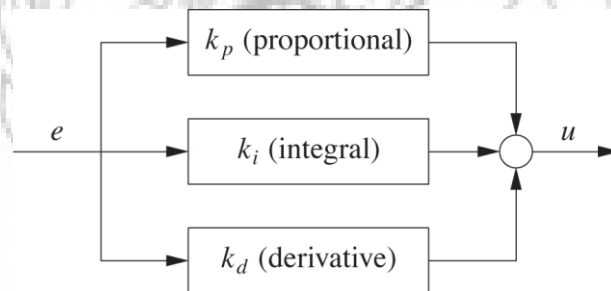 k_p (proportional)
e
k_i (integral)
u
k_d (derivative)